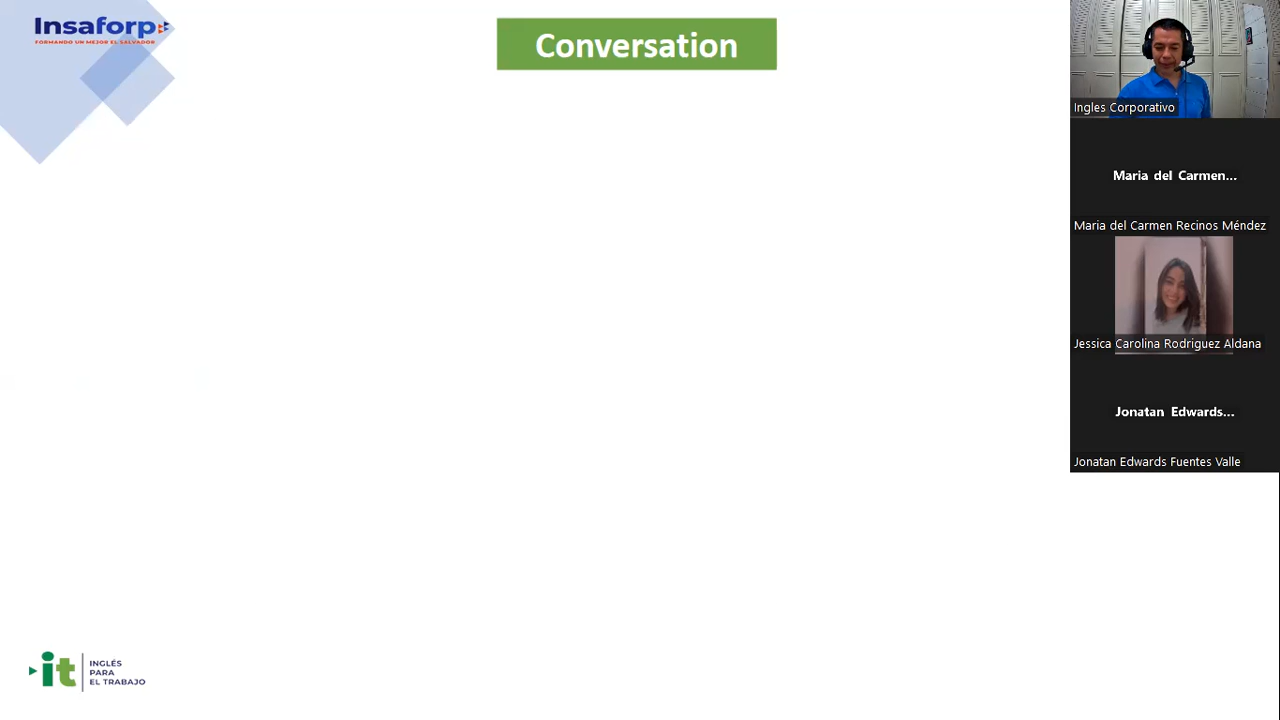 Insaforp
FORMANDO UN MEJOR EL SALVADOR
Conversation
Ingles Corporativo
Maria del Carmen...
Maria del Carmen Recinos Méndez
Jessica Carolina Rodriguez Aldana
Jonatan Edwards...
Jonatan Edwards Fuentes Valle
it
INGLÉS
PARA
EL TRABAJO